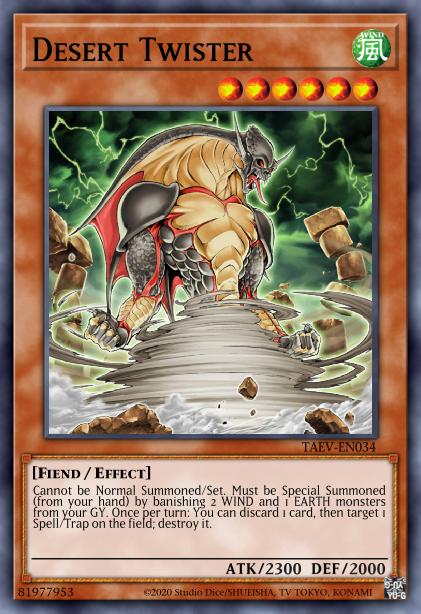 DESERT TWISTER
WIND
風
TAEV-EN034
[FIEND / EFFECT]
Cannot be Normal Summoned/Set. Must be Special Summoned
(from your hand) by banishing 2 WIND and 1 EARTH monsters
from your GY. Once per turn: You can discard 1 card, then target 1
Spell/Trap on the field; destroy it.
ATK/2300 DEF/2000
81977953
©2020 Studio Dice/SHUEISHA, TV TOKYO, KONAMI